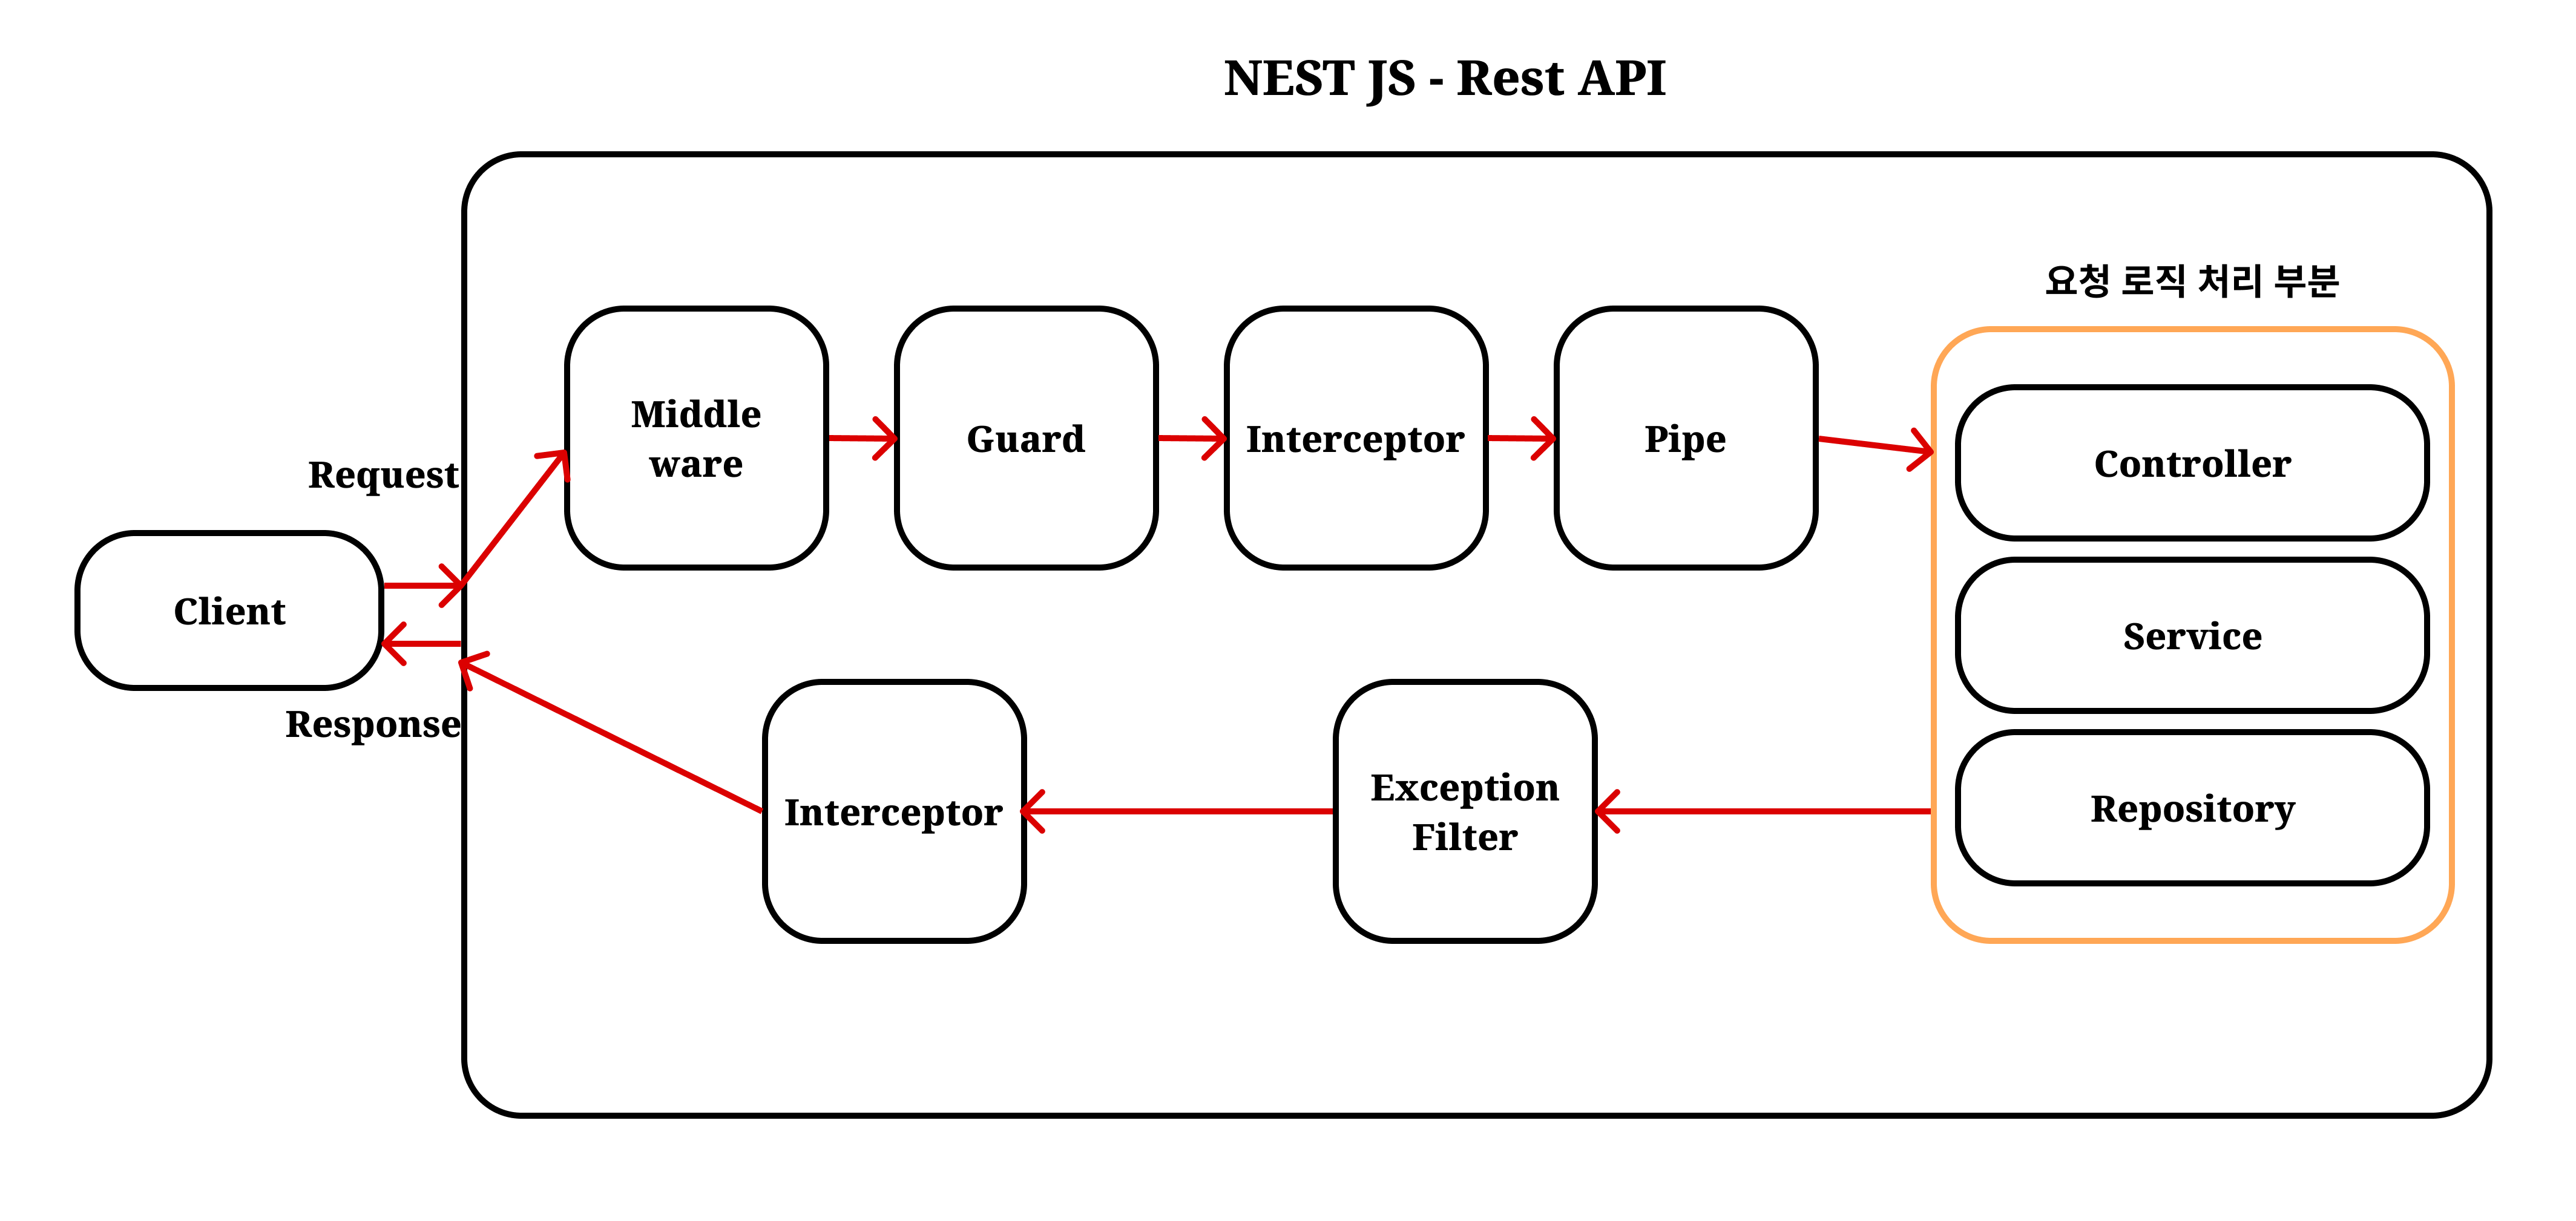 NEST JS - Rest API
요청 로직 처리 부분
Middle
ware
Guard
Interceptor
Pipe
Controller
Request
Client
Service
Response
Interceptor
Exception
Filter
Repository